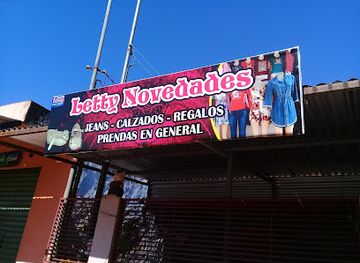 Letty Novedades
JEANS - CALZADOS - REGALOS
PRENDAS EN GENERAL